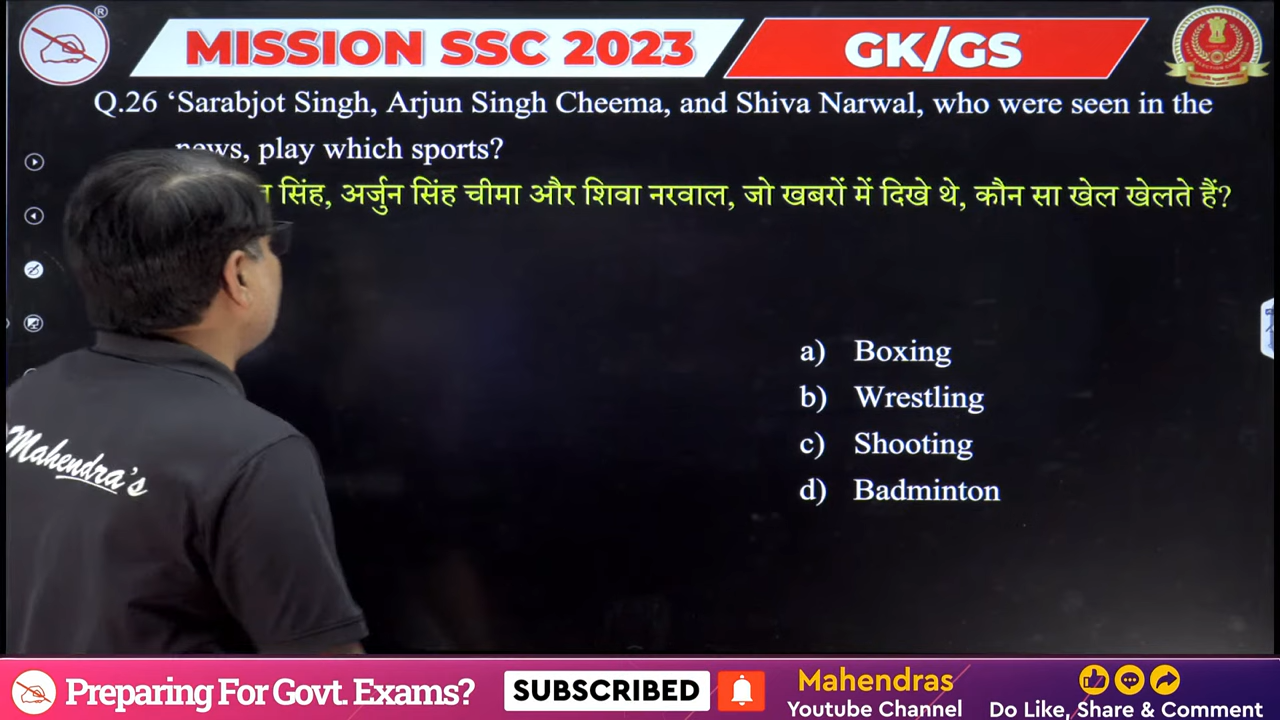 MISSION SSC 2023
GK/GS
Q.26 ‘Sarabjot Singh, Arjun Singh Cheema, and Shiva Narwal, who were seen in the
news, play which sports?
सिंह, अर्जुन सिंह चीमा और शिवा नरवाल, जो खबरों में दिखे थे, कौन सा खेल खेलते हैं?
a) Boxing
b) Wrestling
c) Shooting
d) Badminton
Mahendra's
Preparing For Govt. Exams?
SUBSCRIBED
Mahendras
Youtube Channel
Do Like, Share & Comment